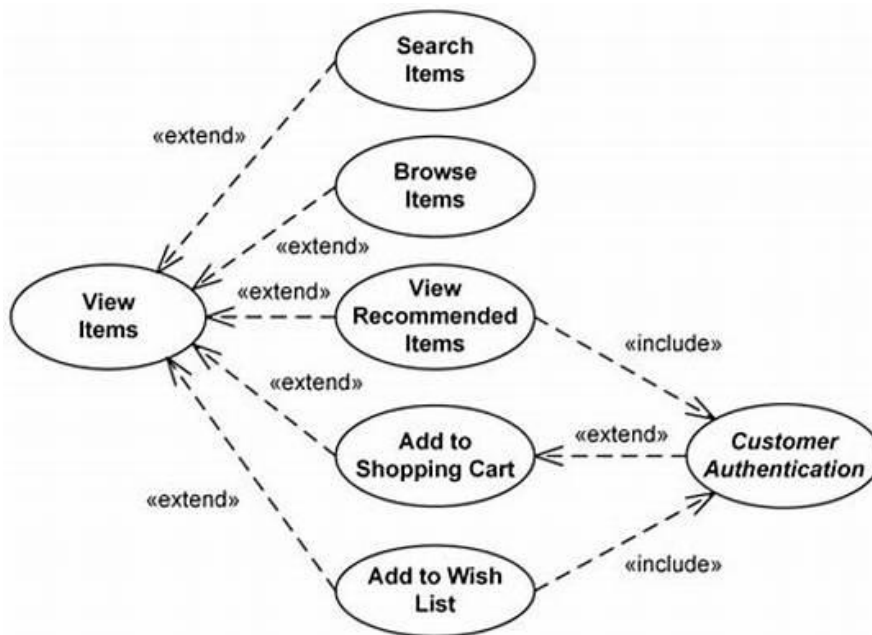 Search
Items
«extend»
Browse
Items
«extend»
View
Items
«extend»
View
Recommended
Items
«include»
«extend»
Add to
Shopping Cart
«extend»
Customer
Authentication
«extend»
Add to Wish
List
«include»